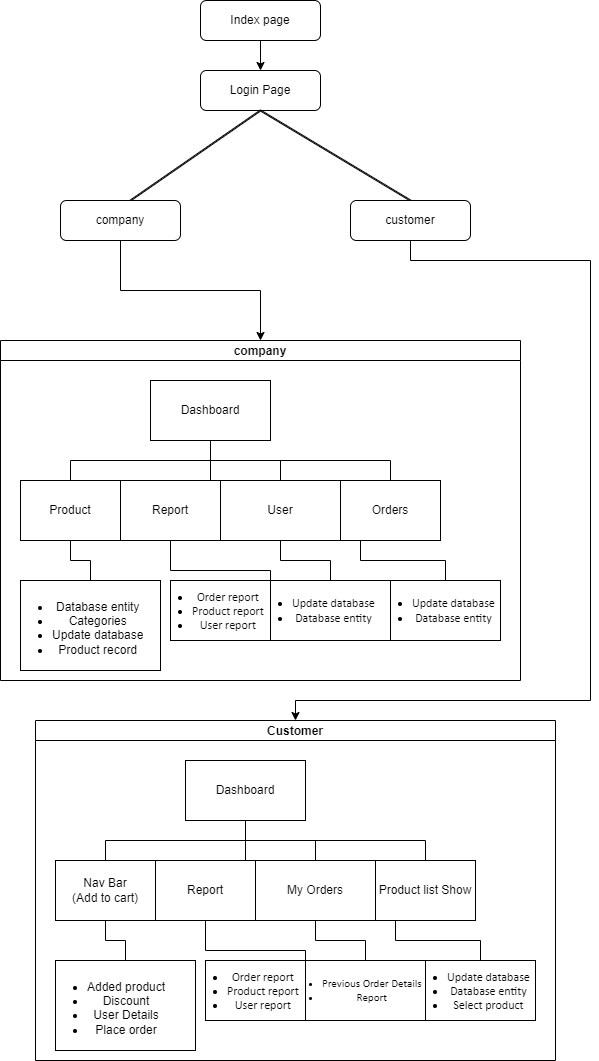 Index page
Login Page
company
customer
company
Dashboard
Product
Report
User
Orders
• Database entity
• Categories
• Update database
• Product record
• Order report
• Product report
• User report
• Update database
• Database entity
• Update database
• Database entity
Customer
Dashboard
Nav Bar
(Add to cart)
Report
My Orders
Product list Show
• Added product
• Discount
• User Details
• Place order
• Order report
• Product report
• User report
• Previous Order Details
• Report
• Update database
• Database entity
• Select product